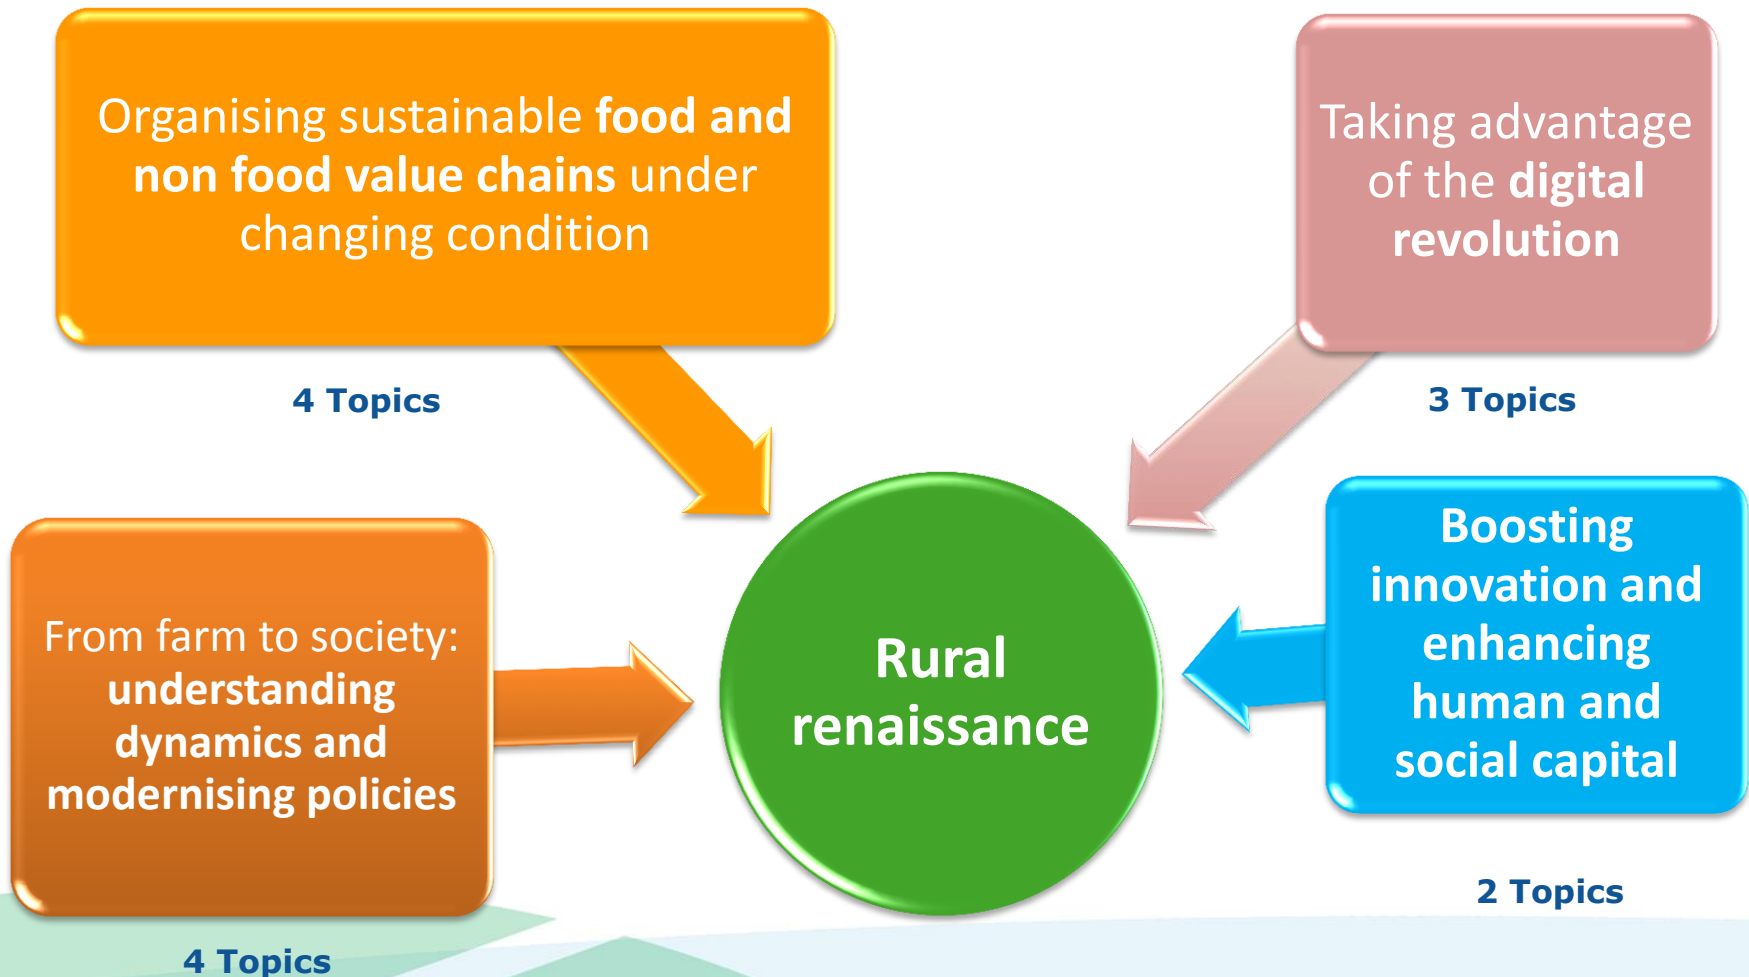 Organising sustainable food and
non food value chains under
changing condition
4 Topics
Taking advantage
of the digital
revolution
3 Topics
From farm to society:
understanding
dynamics and
modernising policies
4 Topics
Rural
renaissance
Boosting
innovation and
enhancing
human and
social capital
2 Topics